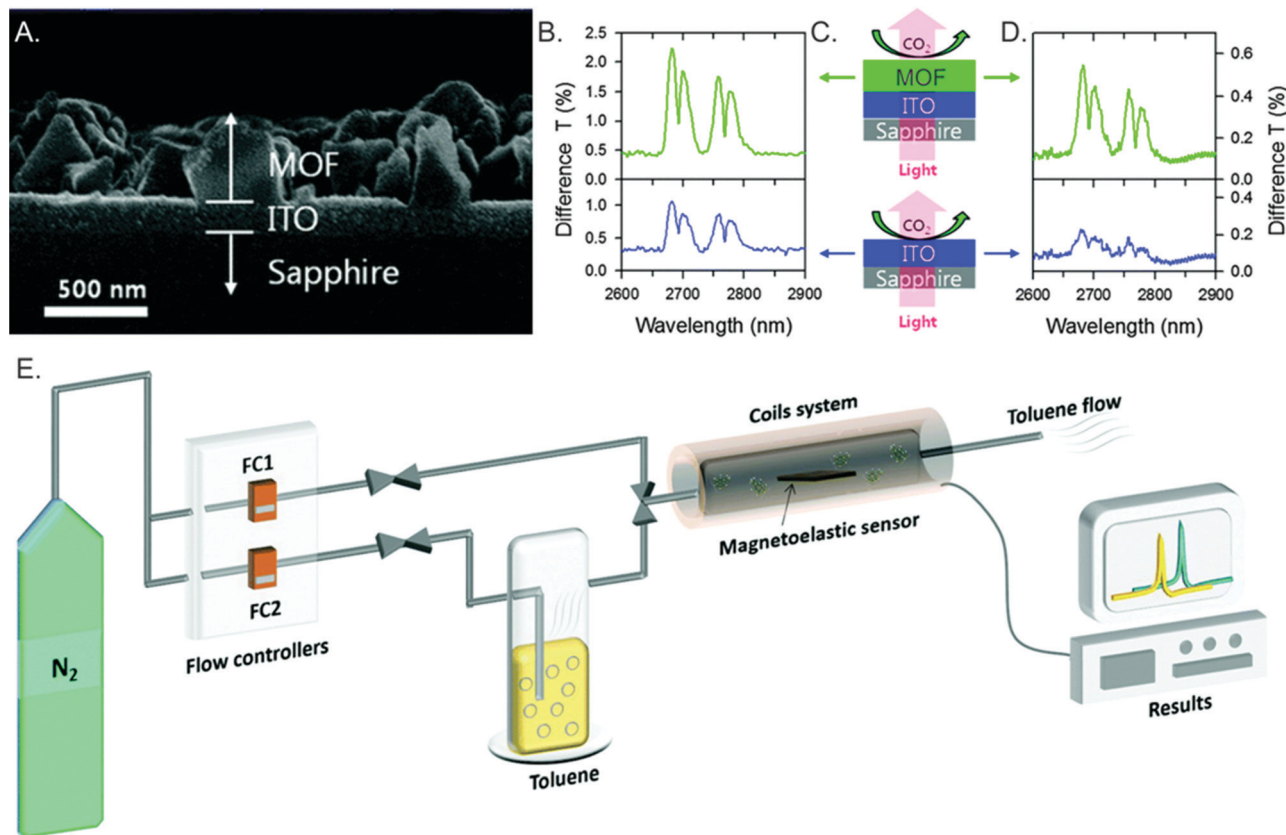 A.
MOF
ITO
Sapphire
500 nm
B.
Difference T (%)
2.5
2.0
1.5
1.0
0.5
0.0
1.0
0.5
0.0
2600 2700 2800 2900
Wavelength (nm)
C.
CO2
MOF
ITO
Sapphire
Light
CO2
ITO
Sapphire
Light
D.
0.6
0.4
0.2
0.0
0.4
0.2
0.0
Difference T (%)
2600 2700 2800 2900
Wavelength (nm)
E.
N2
FC1
FC2
Flow controllers
Toluene
Coils system
Magnetoelastic sensor
Toluene flow
Results